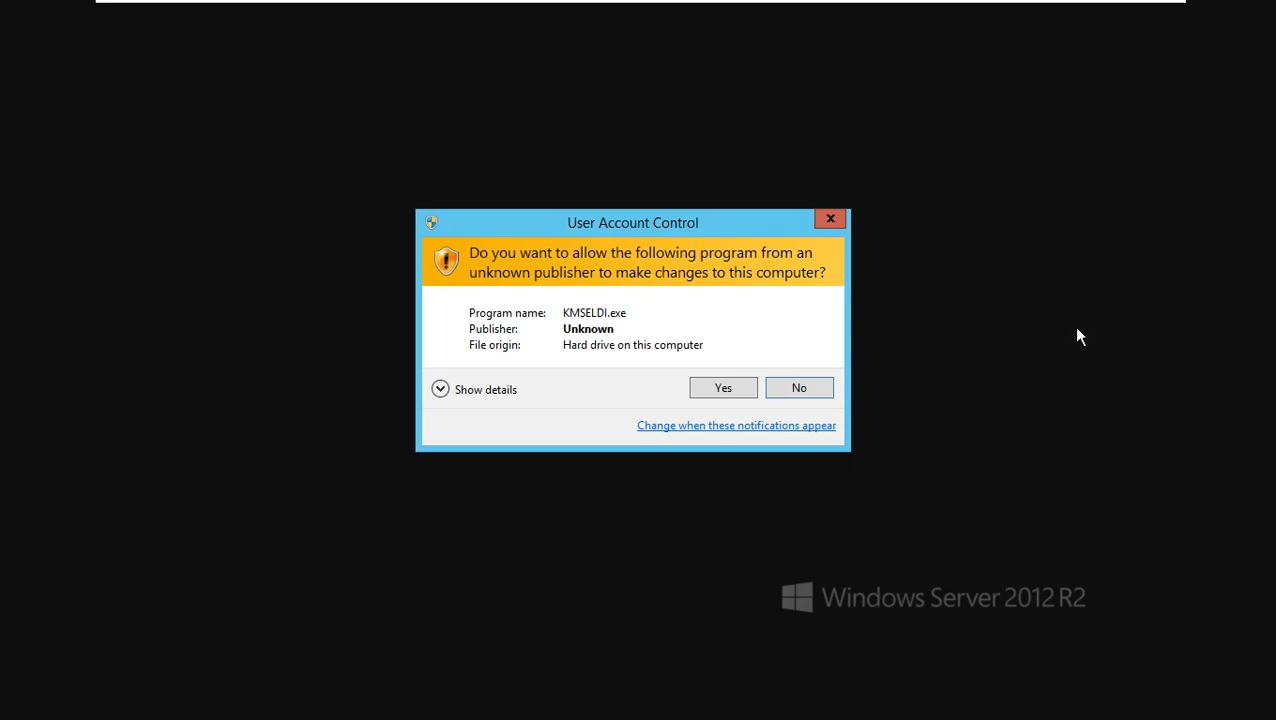 User Account Control
Do you want to allow the following program from an
unknown publisher to make changes to this computer?
Program name: KMSELDI.exe
Publisher: Unknown
File origin: Hard drive on this computer
Show details
Yes
No
Change when these notifications appear
Windows Server 2012 R2